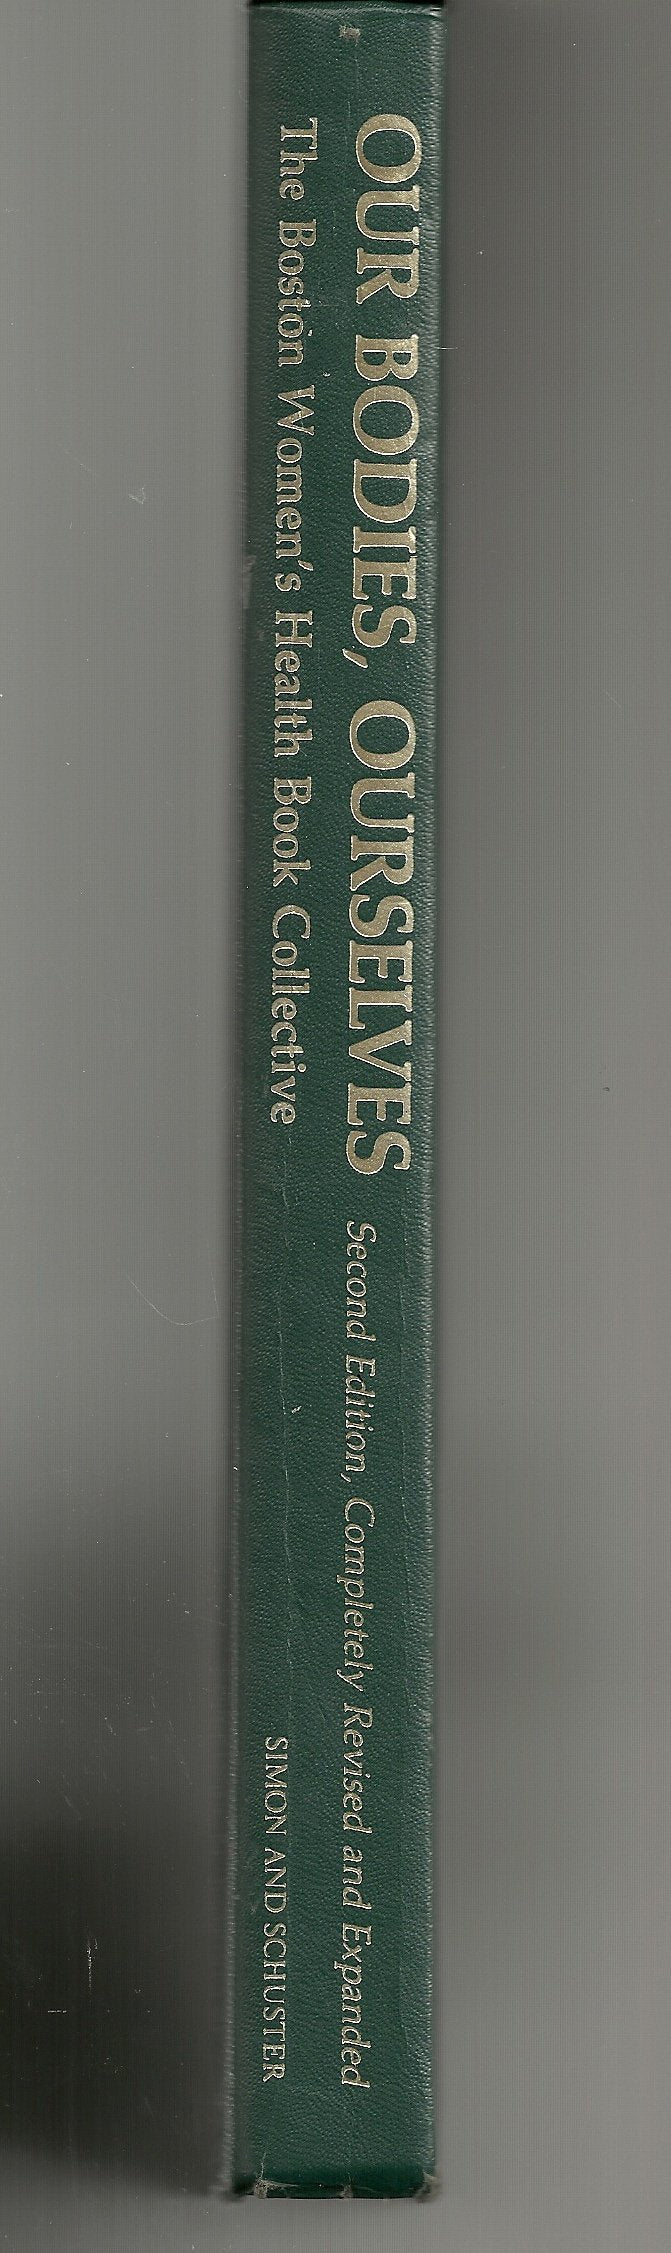 OUR BODIES, OURSELVES Second Edition, Completely Revised and Expanded
The Boston Women's Health Book Collective SIMON AND SCHUSTER